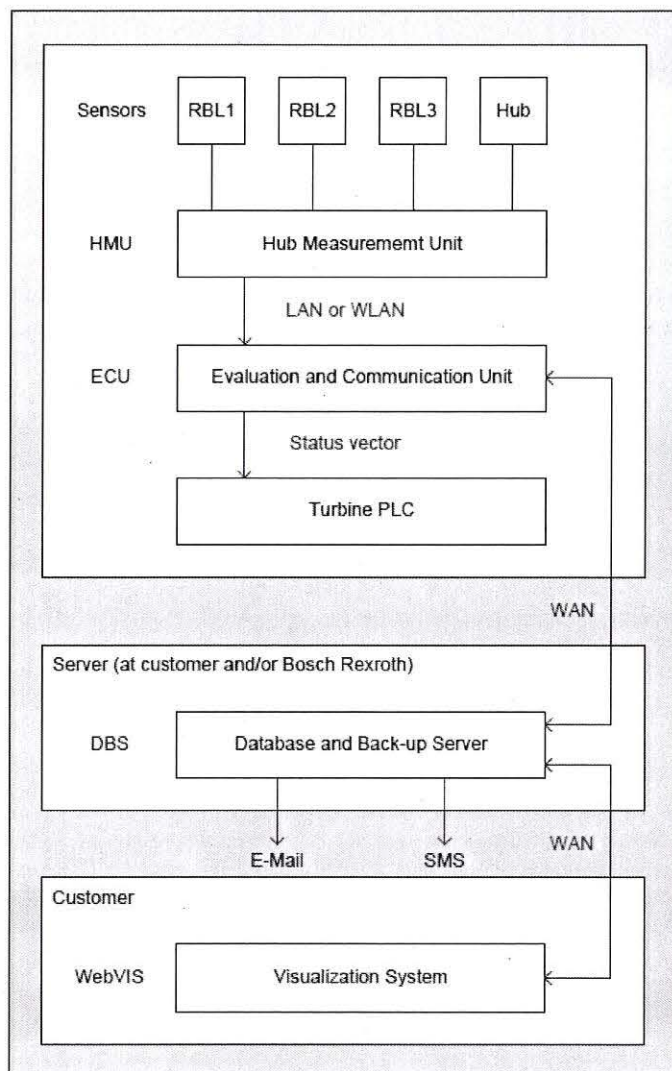 Sensors RBL1 RBL2 RBL3 Hub
HMU Hub Measurememt Unit
LAN or WLAN
ECU Evaluation and Communication Unit
Status vector
Turbine PLC
WAN
Server (at customer and/or Bosch Rexroth)
DBS Database and Back-up Server
WAN
E-Mail SMS
Customer
WebVIS Visualization System